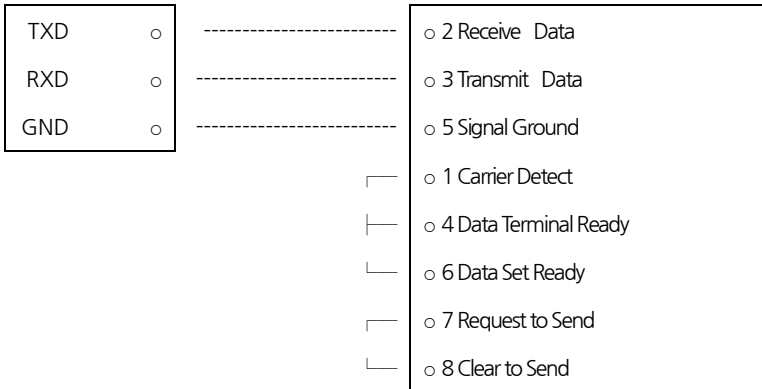 TXD ○ -------------------------- ○ 2 Receive Data
RXD ○ --------------------------- ○ 3 Transmit Data
GND ○ --------------------------- ○ 5 Signal Ground
┌─ ○ 1 Carrier Detect
├─ ○ 4 Data Terminal Ready
└─ ○ 6 Data Set Ready
┌─ ○ 7 Request to Send
└─ ○ 8 Clear to Send